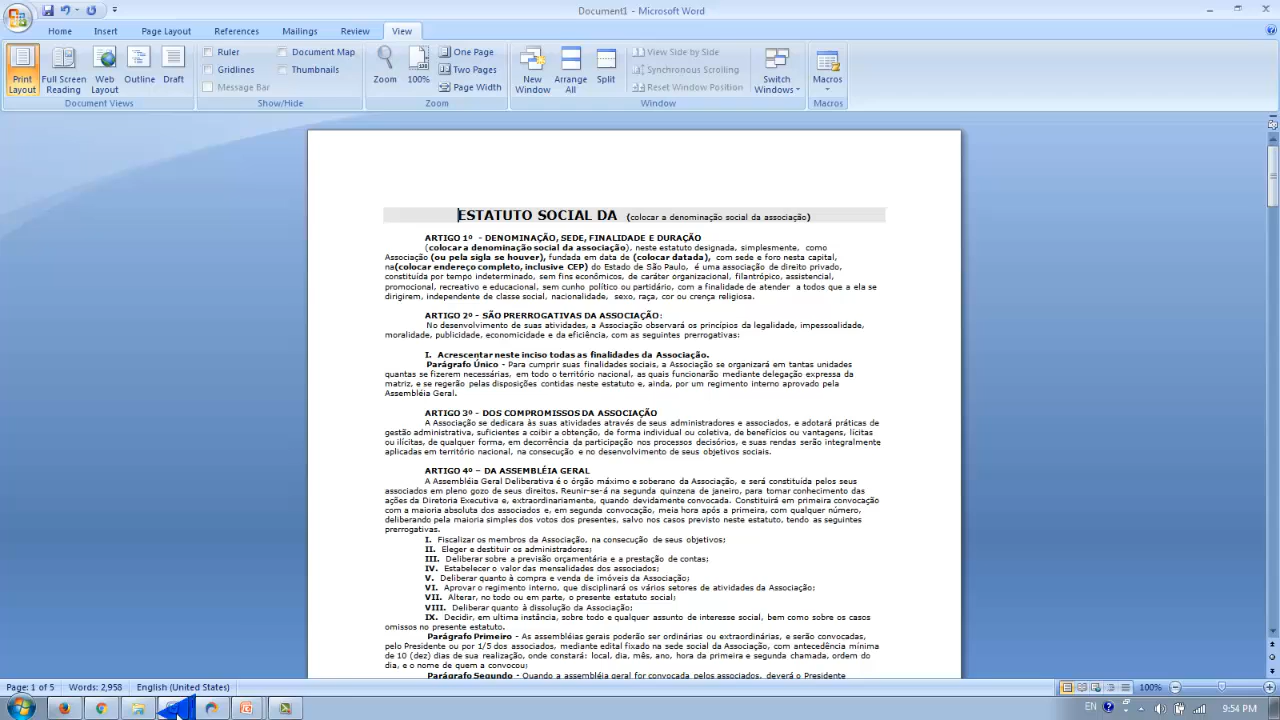 Document1 - Microsoft Word
Home Insert Page Layout References Mailings Review View
Print Layout
Full Screen Reading
Web Layout
Outline
Draft
Document Views
Ruler
Gridlines
Message Bar
Document Map
Thumbnails
Show/Hide
Zoom
100%
One Page
Two Pages
Page Width
Zoom
New Window
Arrange All
Split
View Side by Side
Synchronous Scrolling
Reset Window Position
Window
Switch Windows
Macros
Macros
ESTATUTO SOCIAL DA (colocar a denominação social da associação)
ARTIGO 1º - DENOMINAÇÃO, SEDE, FINALIDADE E DURAÇÃO
(colocar a denominação social da associação), neste estatuto designada, simplesmente, como
Associação (ou pela sigla se houver), fundada em data de (colocar datada), com sede e foro nesta capital,
na(colocar endereço completo, inclusive CEP) do Estado de São Paulo, é uma associação de direito privado,
constituída por tempo indeterminado, sem fins econômicos, de caráter organizacional, filantrópico, assistencial,
promocional, recreativo e educacional, sem cunho político ou partidário, com a finalidade de atender a todos que a ela se
dirigirem, independente de classe social, nacionalidade, sexo, raça, cor ou crença religiosa.
ARTIGO 2º - SÃO PRERROGATIVAS DA ASSOCIAÇÃO:
No desenvolvimento de suas atividades, a Associação observará os princípios da legalidade, impessoalidade,
moralidade, publicidade, economicidade e da eficiência, com as seguintes prerrogativas:
I. Acrescentar neste inciso todas as finalidades da Associação.
Parágrafo Único - Para cumprir suas finalidades sociais, a Associação se organizará em tantas unidades
quantas se fizerem necessárias, em todo o território nacional, as quais funcionarão mediante delegação expressa da
matriz, e se regerão pelas disposições contidas neste estatuto e, ainda, por um regimento interno aprovado pela
Assembléia Geral.
ARTIGO 3º - DOS COMPROMISSOS DA ASSOCIAÇÃO
A Associação se dedicara às suas atividades através de seus administradores e associados, e adotará práticas de
gestão administrativa, suficientes a coibir a obtenção, de forma individual ou coletiva, de benefícios ou vantagens, lícitas
ou ilícitas, de qualquer forma, em decorrência da participação nos processos decisórios, e suas rendas serão integralmente
aplicadas em território nacional, na consecução e no desenvolvimento de seus objetivos sociais.
ARTIGO 4º – DA ASSEMBLÉIA GERAL
A Assembléia Geral Deliberativa é o órgão máximo e soberano da Associação, e será constituída pelos seus
associados em pleno gozo de seus direitos. Reunir-se-á na segunda quinzena de janeiro, para tomar conhecimento das
ações da Diretoria Executiva e, extraordinariamente, quando devidamente convocada. Constituirá em primeira convocação
com a maioria absoluta dos associados e, em segunda convocação, meia hora após a primeira, com qualquer número,
deliberando pela maioria simples dos votos dos presentes, salvo nos casos previsto neste estatuto, tendo as seguintes
prerrogativas.
I. Fiscalizar os membros da Associação, na consecução de seus objetivos;
II. Eleger e destituir os administradores;
III. Deliberar sobre a previsão orçamentária e a prestação de contas;
IV. Estabelecer o valor das mensalidades dos associados;
V. Deliberar quanto à compra e venda de imóveis da Associação;
VI. Aprovar o regimento interno, que disciplinará os vários setores de atividades da Associação;
VII. Alterar, no todo ou em parte, o presente estatuto social;
VIII. Deliberar quanto à dissolução da Associação;
IX. Decidir, em ultima instância, sobre todo e qualquer assunto de interesse social, bem como sobre os casos
omissos no presente estatuto.
Parágrafo Primeiro - As assembléias gerais poderão ser ordinárias ou extraordinárias, e serão convocadas,
pelo Presidente ou por 1/5 dos associados, mediante edital fixado na sede social da Associação, com antecedência mínima
de 10 (dez) dias de sua realização, onde constará: local, dia, mês, ano, hora da primeira e segunda chamada, ordem do
dia, e o nome de quem a convocou;
Parágrafo Segundo - Quando a assembléia geral for convocada pelos associados, deverá o Presidente
Page: 1 of 5 Words: 2,958 English (United States) 100%
EN 9:54 PM